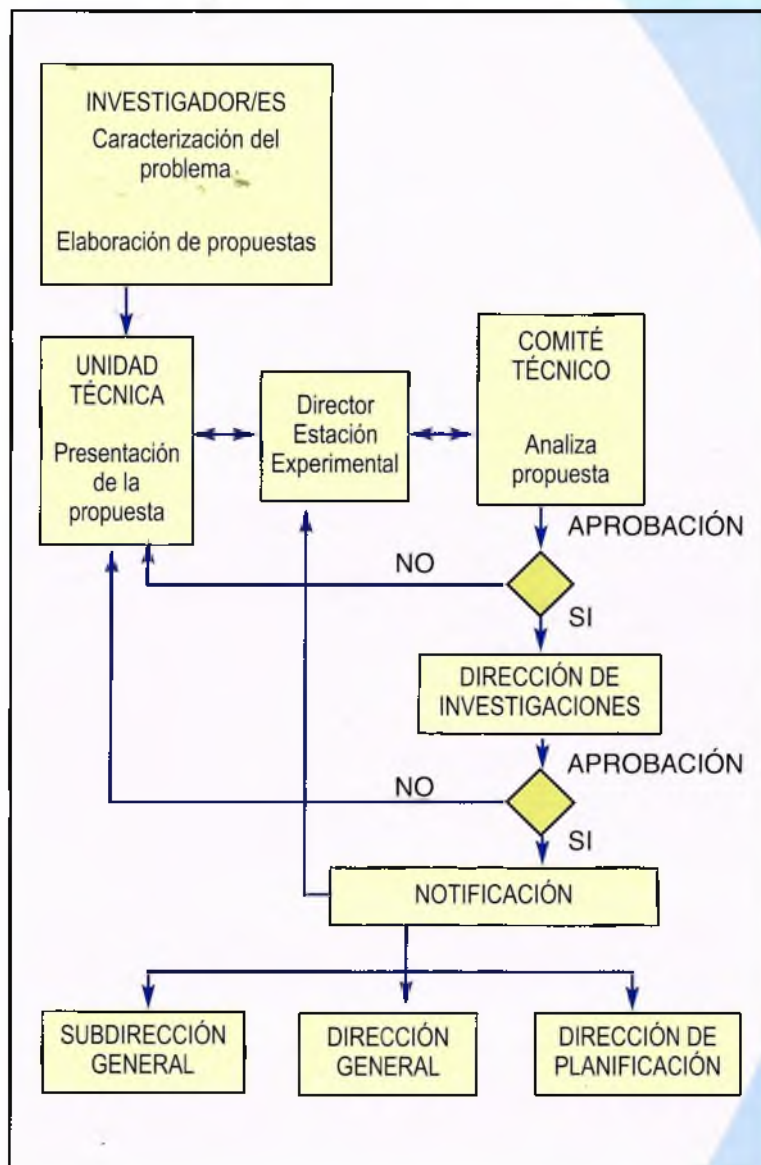 INVESTIGADOR/ES
Caracterización del
problema
Elaboración de propuestas
UNIDAD
TÉCNICA
Presentación
de la
propuesta
Director
Estación
Experimental
COMITÉ
TÉCNICO
Analiza
propuesta
APROBACIÓN
NO
SI
DIRECCIÓN DE
INVESTIGACIONES
APROBACIÓN
NO
SI
NOTIFICACIÓN
SUBDIRECCIÓN
GENERAL
DIRECCIÓN
GENERAL
DIRECCIÓN DE
PLANIFICACIÓN